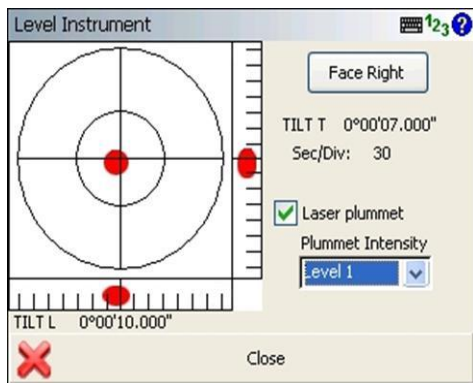 Level Instrument
123
?
Face Right
TILT T 0°00'07.000"
Sec/Div: 30
Laser plummet
Plummet Intensity
Level 1
TILT L 0°00'10.000"
Close